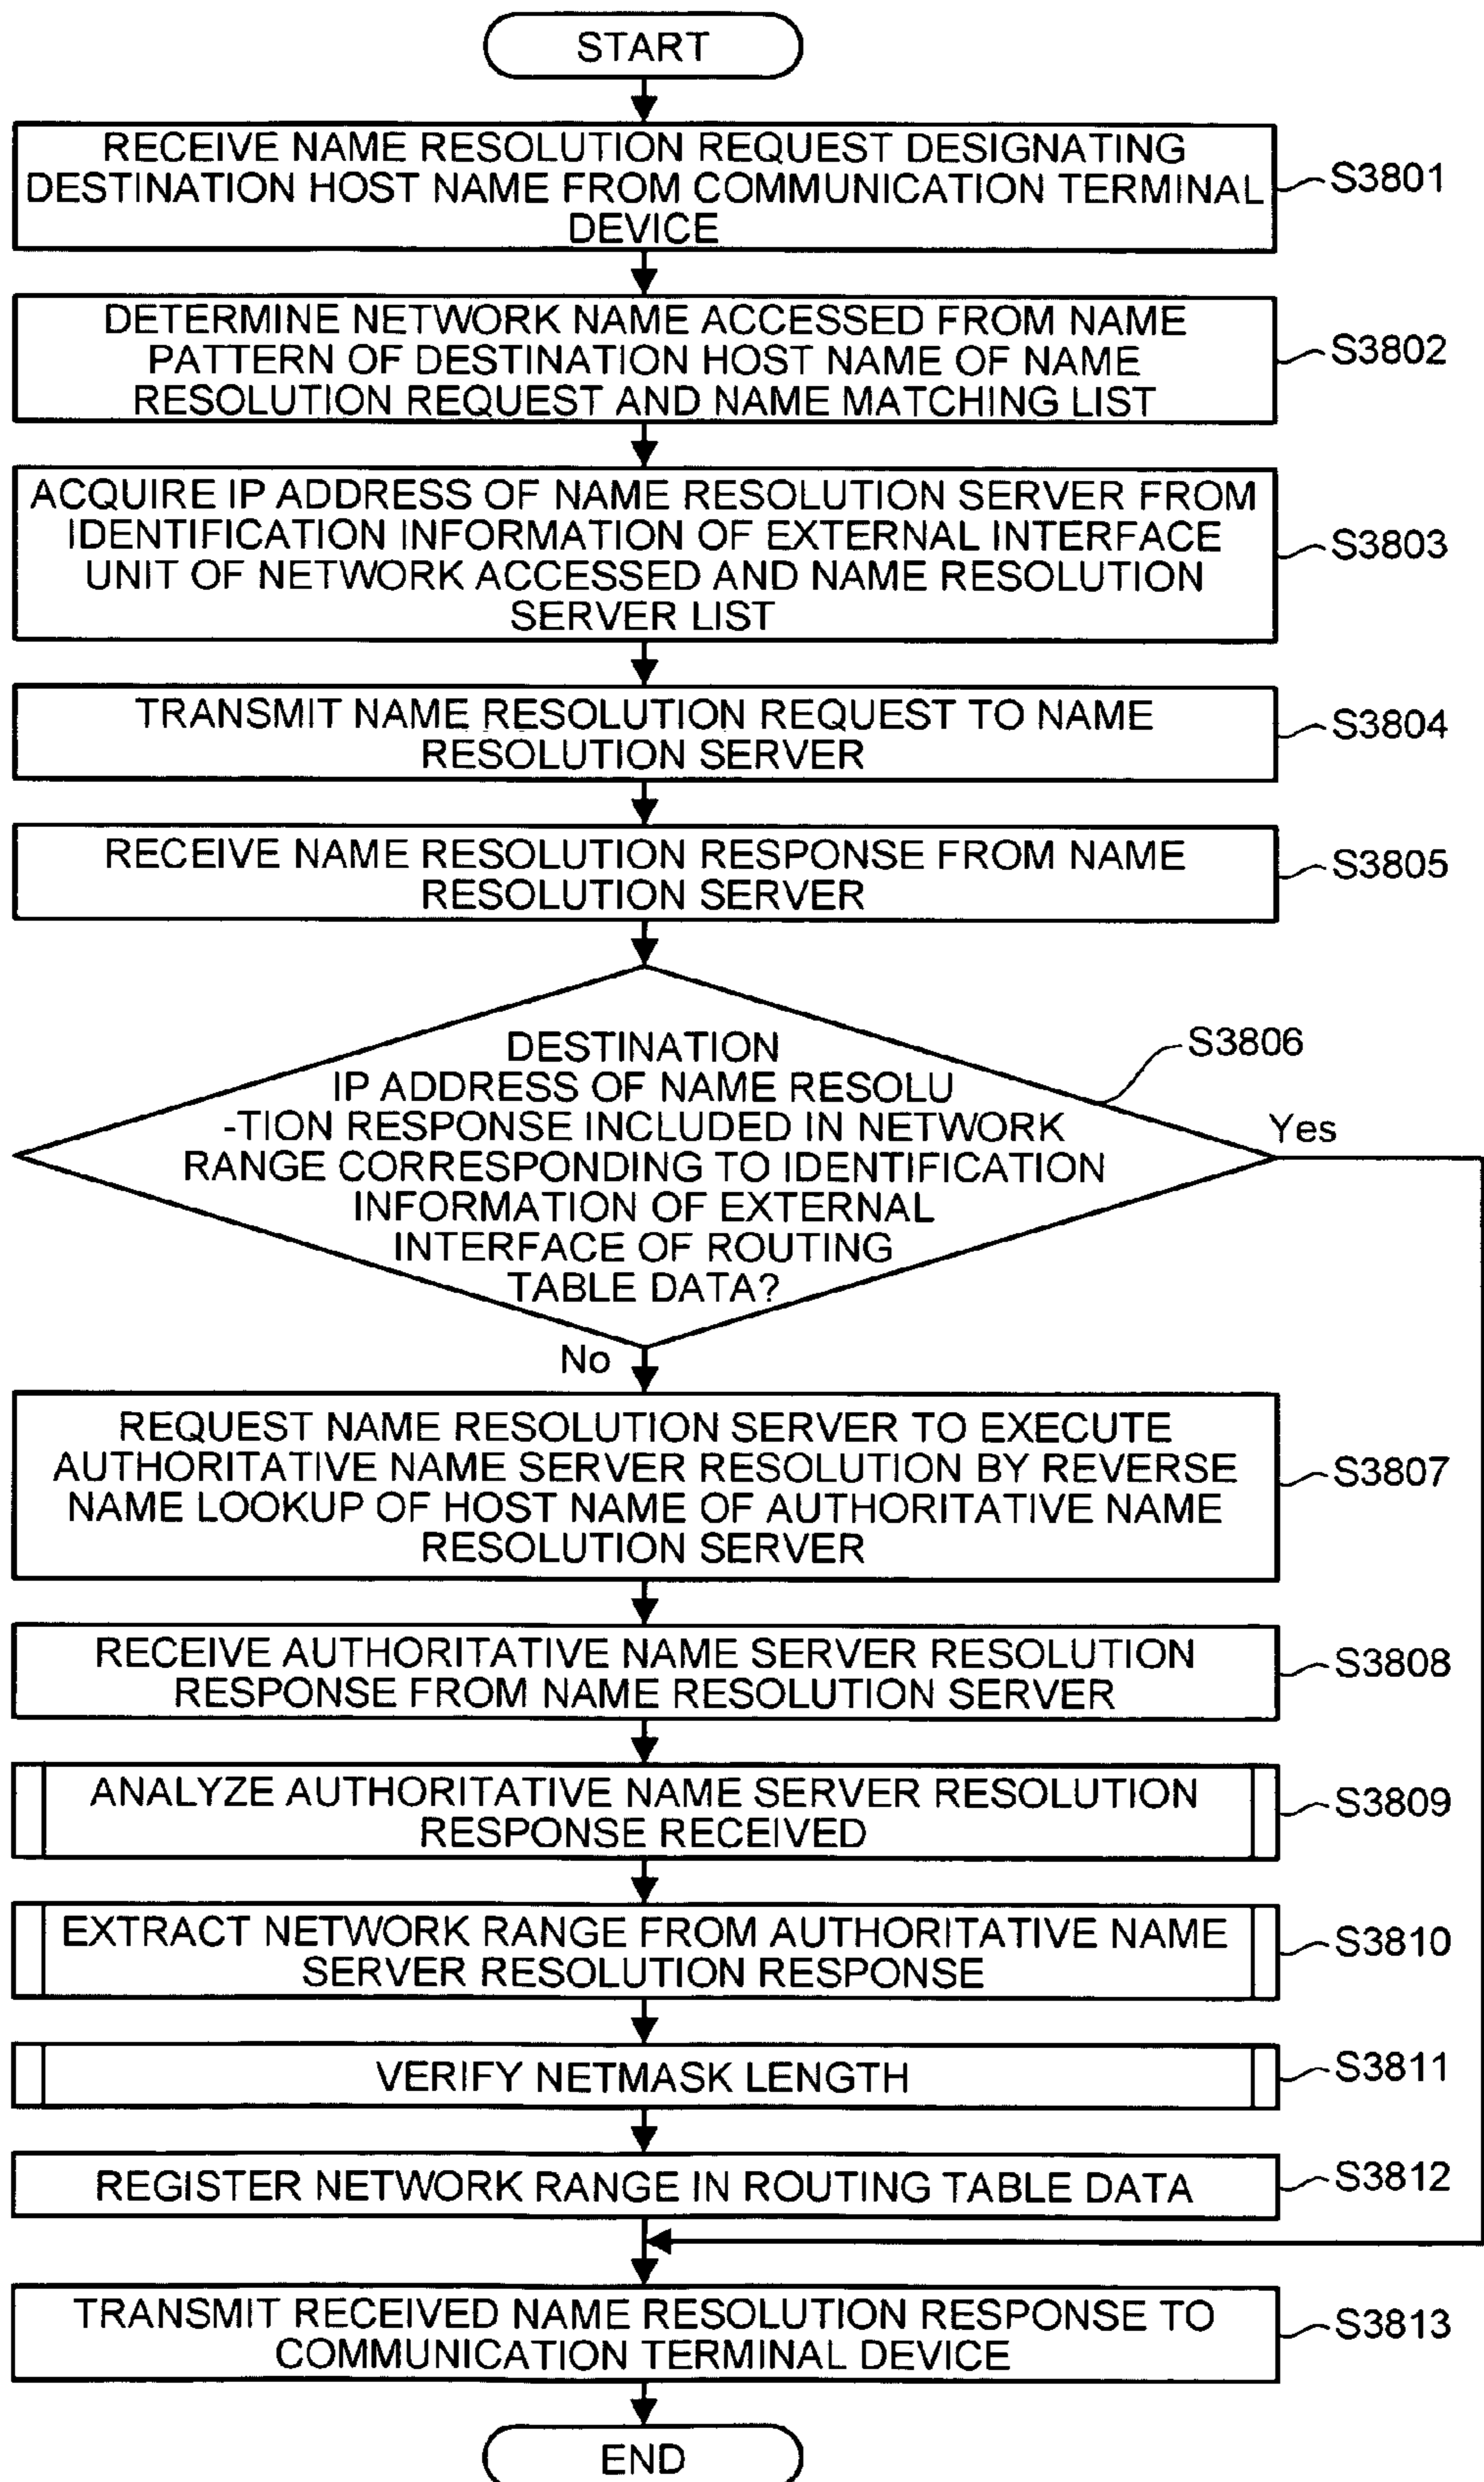 START
RECEIVE NAME RESOLUTION REQUEST DESIGNATING
DESTINATION HOST NAME FROM COMMUNICATION TERMINAL
DEVICE
S3801
DETERMINE NETWORK NAME ACCESSED FROM NAME
PATTERN OF DESTINATION HOST NAME OF NAME
RESOLUTION REQUEST AND NAME MATCHING LIST
S3802
ACQUIRE IP ADDRESS OF NAME RESOLUTION SERVER FROM
IDENTIFICATION INFORMATION OF EXTERNAL INTERFACE
UNIT OF NETWORK ACCESSED AND NAME RESOLUTION
SERVER LIST
S3803
TRANSMIT NAME RESOLUTION REQUEST TO NAME
RESOLUTION SERVER
S3804
RECEIVE NAME RESOLUTION RESPONSE FROM NAME
RESOLUTION SERVER
S3805
DESTINATION
IP ADDRESS OF NAME RESOLU
-TION RESPONSE INCLUDED IN NETWORK
RANGE CORRESPONDING TO IDENTIFICATION
INFORMATION OF EXTERNAL
INTERFACE OF ROUTING
TABLE DATA?
S3806
Yes
No
REQUEST NAME RESOLUTION SERVER TO EXECUTE
AUTHORITATIVE NAME SERVER RESOLUTION BY REVERSE
NAME LOOKUP OF HOST NAME OF AUTHORITATIVE NAME
RESOLUTION SERVER
S3807
RECEIVE AUTHORITATIVE NAME SERVER RESOLUTION
RESPONSE FROM NAME RESOLUTION SERVER
S3808
ANALYZE AUTHORITATIVE NAME SERVER RESOLUTION
RESPONSE RECEIVED
S3809
EXTRACT NETWORK RANGE FROM AUTHORITATIVE NAME
SERVER RESOLUTION RESPONSE
S3810
VERIFY NETMASK LENGTH
S3811
REGISTER NETWORK RANGE IN ROUTING TABLE DATA
S3812
TRANSMIT RECEIVED NAME RESOLUTION RESPONSE TO
COMMUNICATION TERMINAL DEVICE
S3813
END